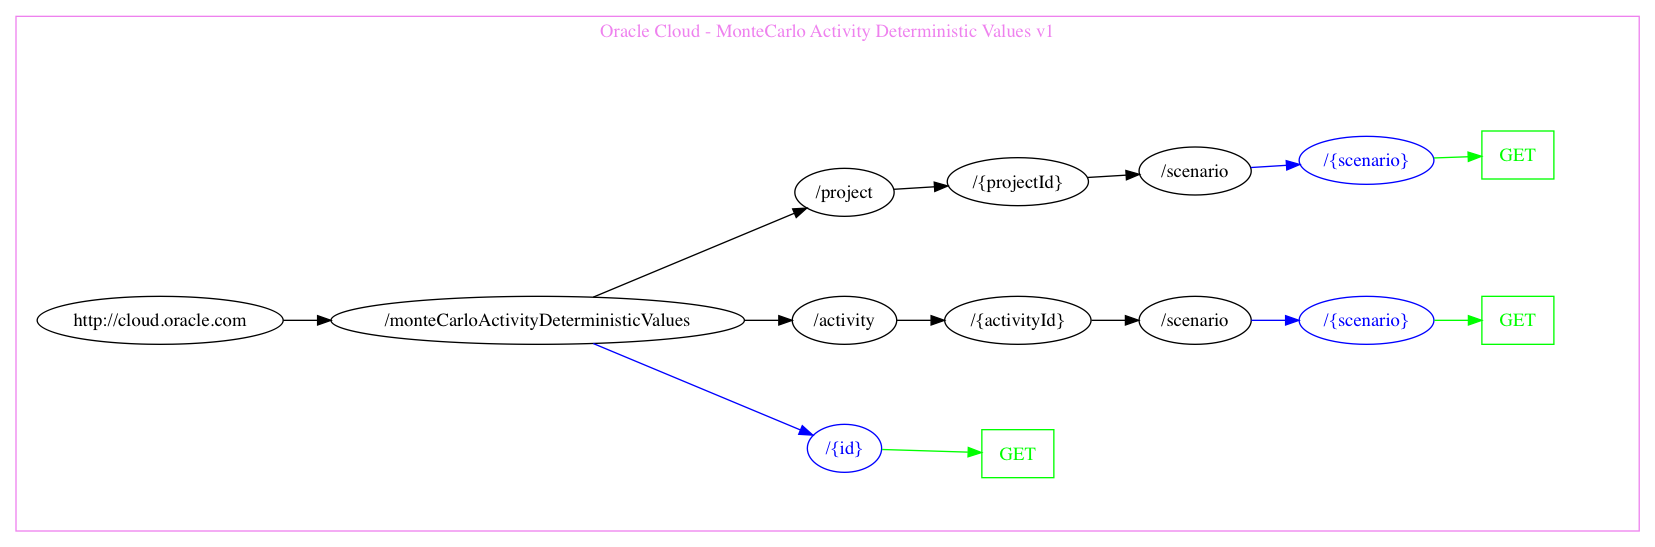 Oracle Cloud - MonteCarlo Activity Deterministic Values v1
/project
/{projectId}
/scenario
/{scenario}
GET
http://cloud.oracle.com
/monteCarloActivityDeterministicValues
/activity
/{activityId}
/scenario
/{scenario}
GET
/{id}
GET